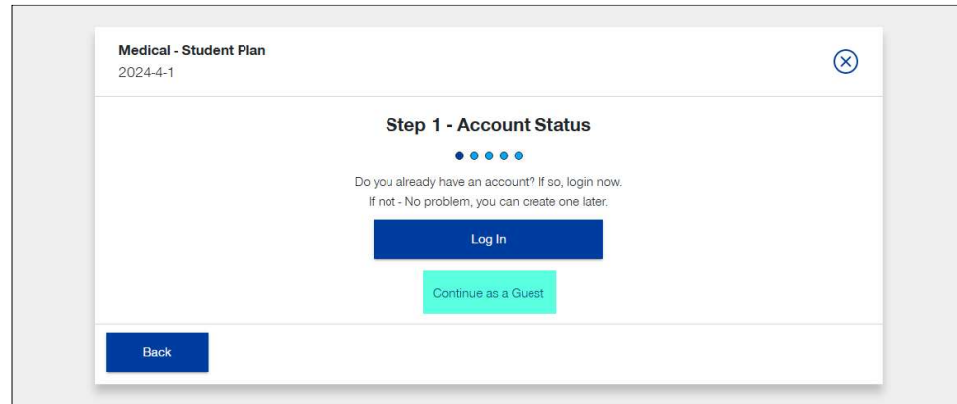 Medical - Student Plan
2024-4-1
Step 1 - Account Status
Do you already have an account? If so, login now.
If not - No problem, you can create one later.
Log In
Continue as a Guest
Back